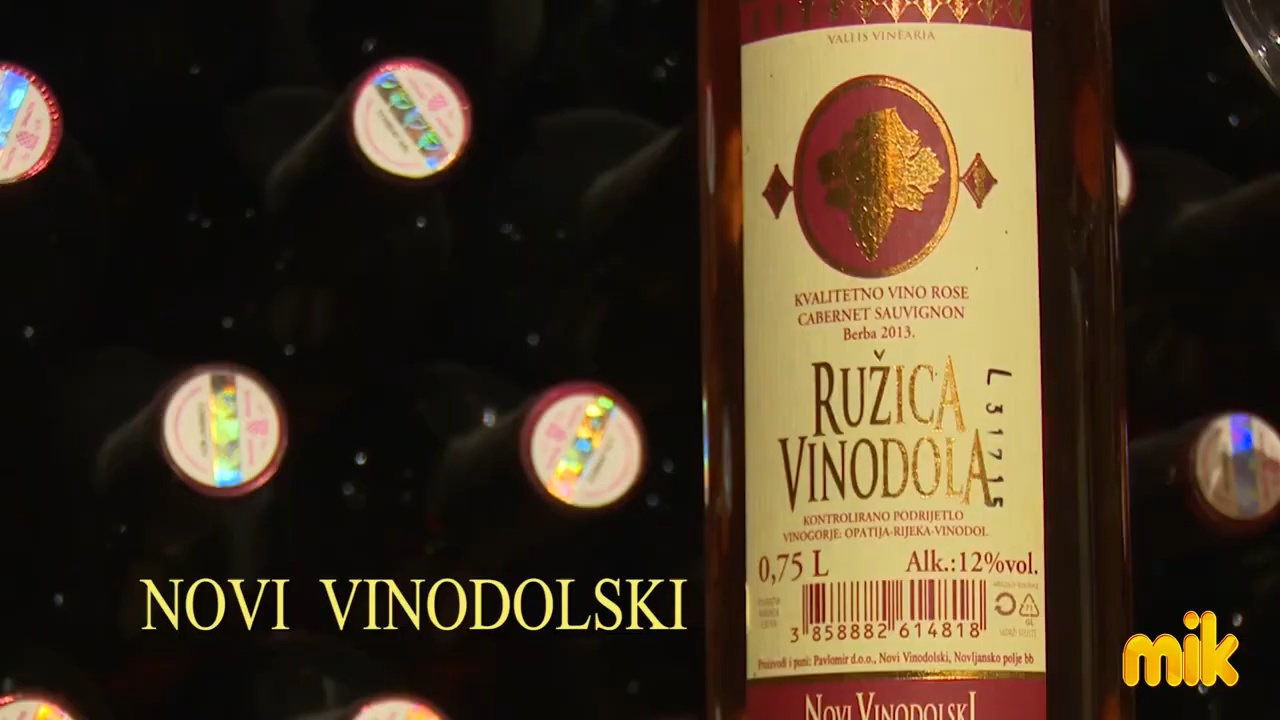 VALLIS VINEARIA
KVALITETNO VINO ROSE
CABERNET SAUVIGNON
Berba 2013.
RUŽICA
VINODOLA
L 31715
KONTROLIRANO PODRIJETLO
VINOGORJE: OPATIJA-RIJEKA-VINODOL
0,75 L
Alk.:12%vol.
3 858882 614818
GL
Proizvodi i puni: Pavlomir d.o.o., Novi Vinodolski, Novljansko polje bb
NOVI VINODOLSKI
NOVI VINODOLSKI
mik